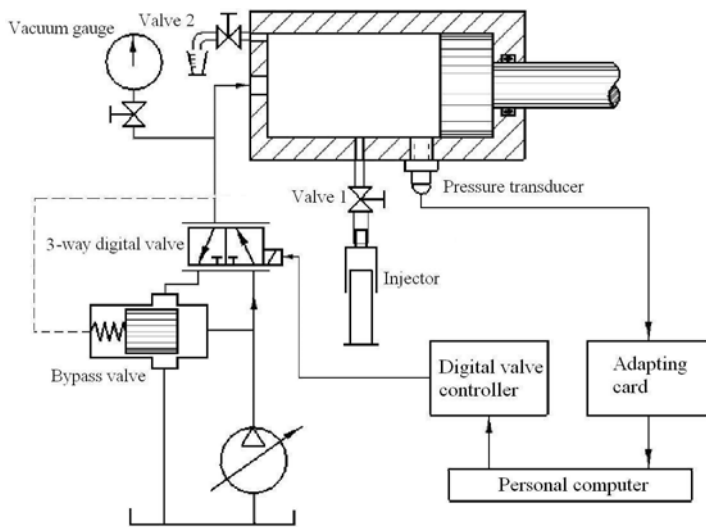 Valve 2
Vacuum gauge
Pressure transducer
Valve 1
3-way digital valve
Injector
Bypass valve
Digital valve
controller
Adapting
card
Personal computer